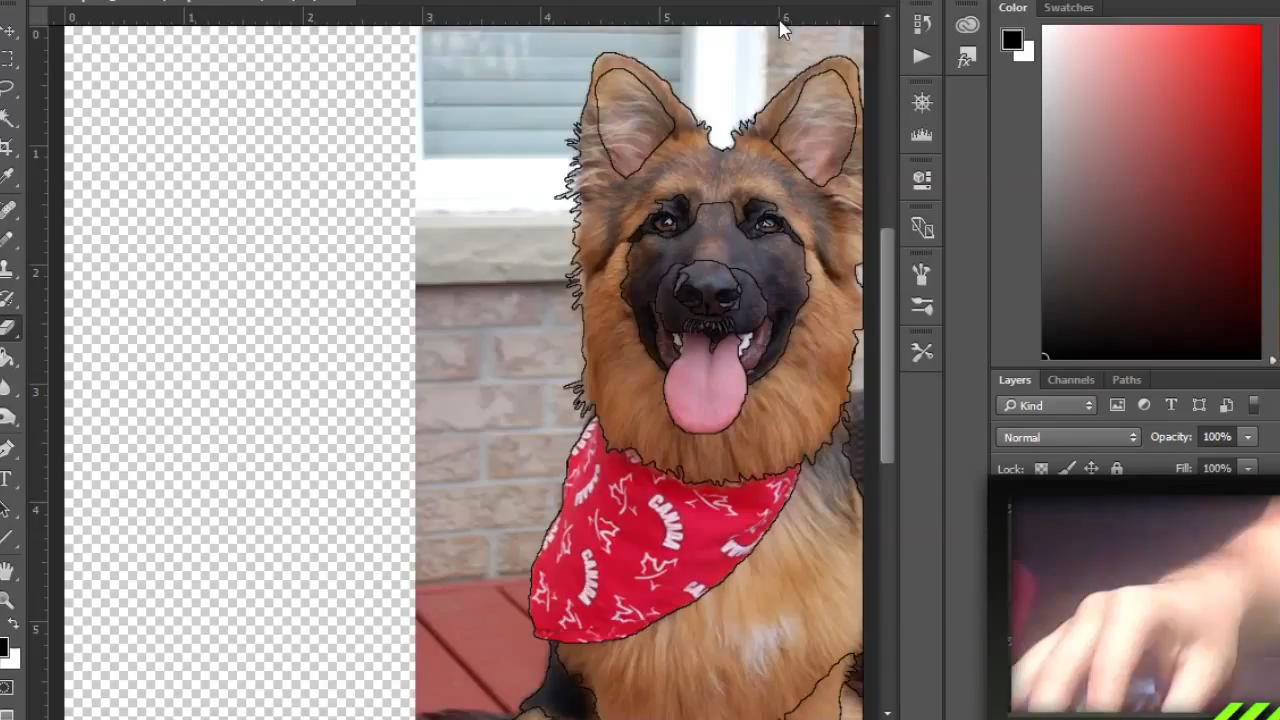 0 1 2 3 4 5 6
0
1
2
3
4
5
Color Swatches
fx
Layers Channels Paths
Kind
T
Normal Opacity: 100%
Lock: Fill: 100%
T
CANADA
CANADA